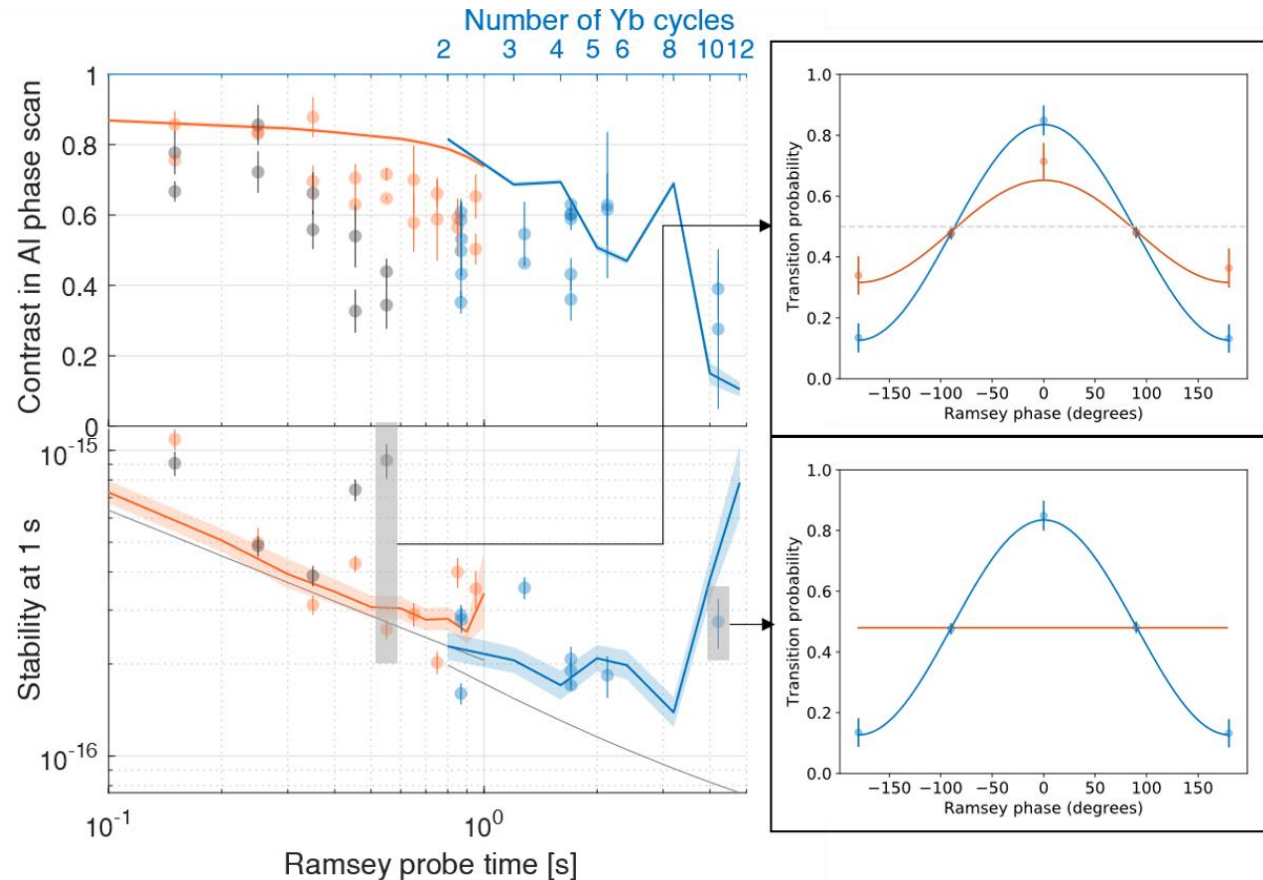 Number of Yb cycles
2 3 4 5 6 8 10 12
Contrast in Al phase scan
1
0.8
0.6
0.4
0.2
0
Stability at 1 s
10-15
10-16
10-1 100
Ramsey probe time [s]
Transition probability
1.0
0.8
0.6
0.4
0.2
0.0
−150 −100 −50 0 50 100 150
Ramsey phase (degrees)
Transition probability
1.0
0.8
0.6
0.4
0.2
0.0
−150 −100 −50 0 50 100 150
Ramsey phase (degrees)